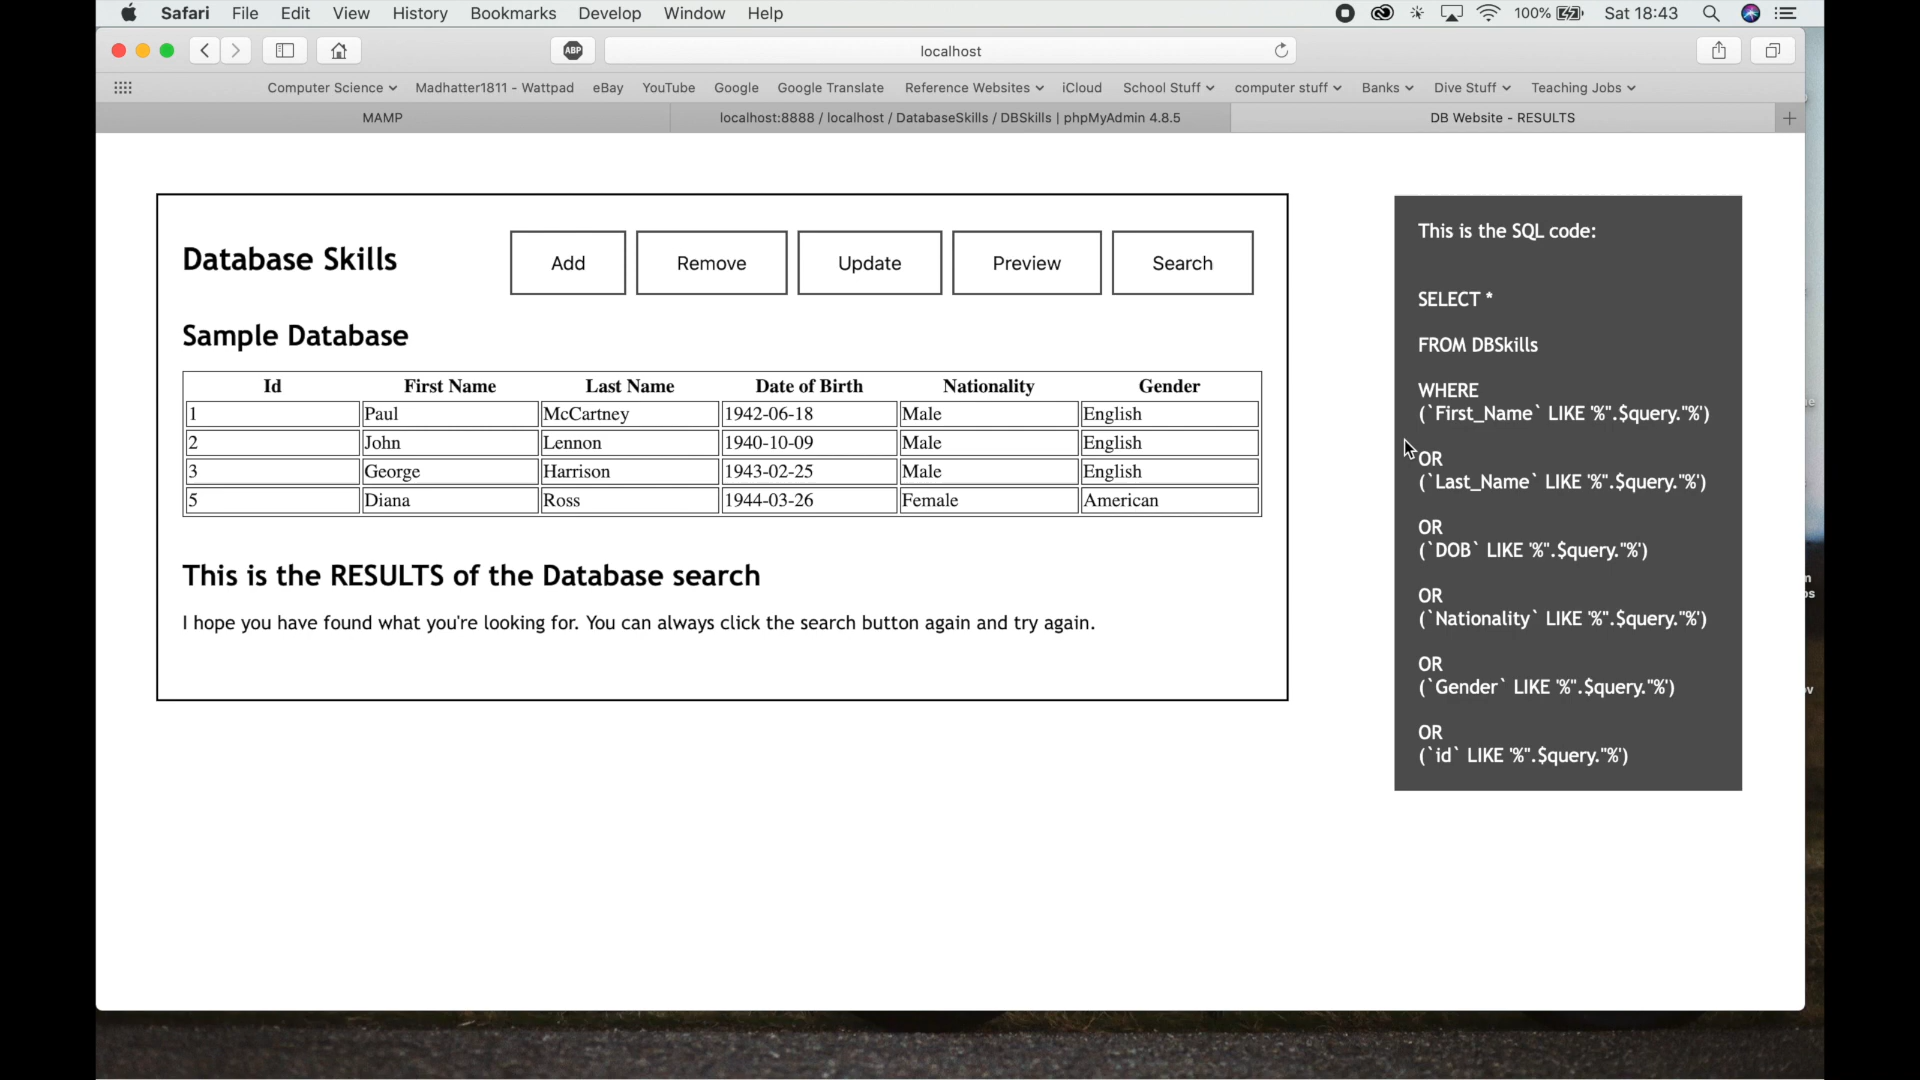 Safari File Edit View History Bookmarks Develop Window Help 100% Sat 18:43
ABP localhost
Computer Science Madhatter1811 - Wattpad eBay YouTube Google Google Translate Reference Websites iCloud School Stuff computer stuff Banks Dive Stuff Teaching Jobs
MAMP localhost:8888 / localhost / DatabaseSkills / DBSkills | phpMyAdmin 4.8.5 DB Website - RESULTS
Database Skills Add Remove Update Preview Search
Sample Database
Id First Name Last Name Date of Birth Nationality Gender
1 Paul McCartney 1942-06-18 Male English
2 John Lennon 1940-10-09 Male English
3 George Harrison 1943-02-25 Male English
5 Diana Ross 1944-03-26 Female American
This is the RESULTS of the Database search
I hope you have found what you're looking for. You can always click the search button again and try again.
This is the SQL code:
SELECT *
FROM DBSkills
WHERE
(`First_Name` LIKE '%".$query."%')
OR
(`Last_Name` LIKE '%".$query."%')
OR
(`DOB` LIKE '%".$query."%')
OR
(`Nationality` LIKE '%".$query."%')
OR
(`Gender` LIKE '%".$query."%')
OR
(`id` LIKE '%".$query."%')